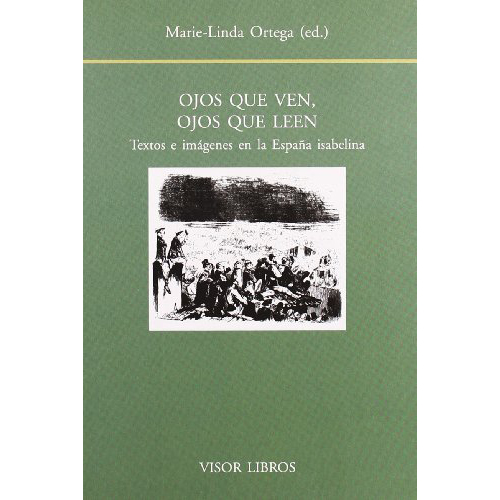 Marie-Linda Ortega (ed.)
OJOS QUE VEN,
OJOS QUE LEEN
Textos e imágenes en la España isabelina
VISOR LIBROS